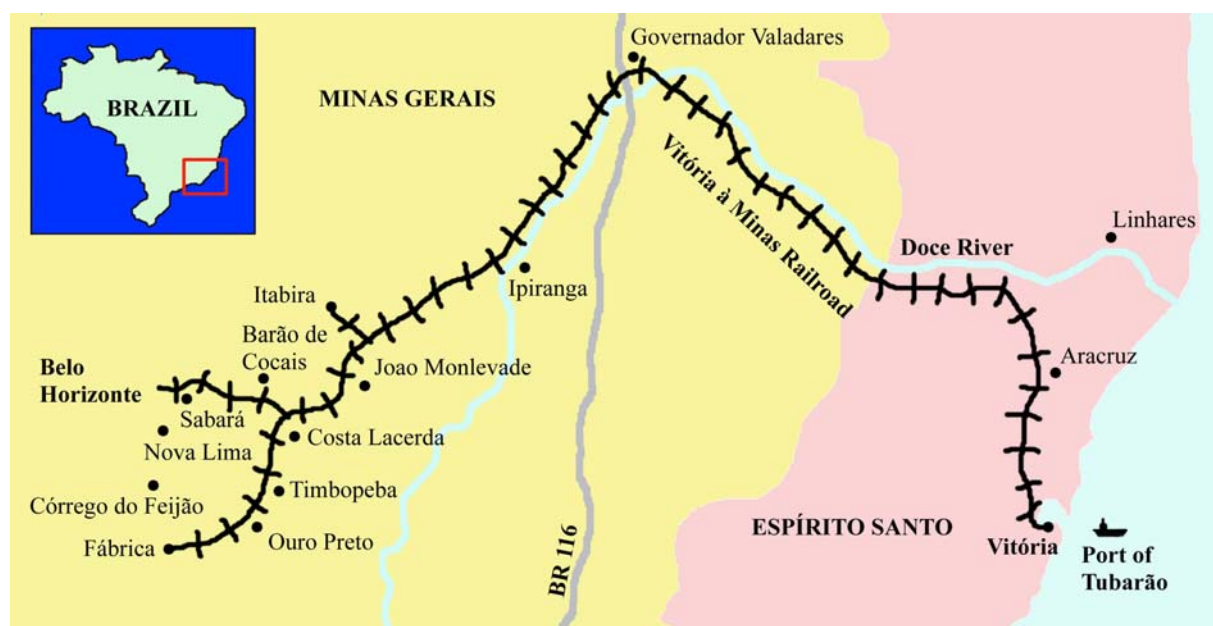 Governador Valadares
BRAZIL
MINAS GERAIS
Vitória à Minas Railroad
Linhares
Doce River
Itabira
Ipiranga
Barão de
Cocais
Belo
Horizonte
Joao Monlevade
Aracruz
Sabará
Nova Lima
Costa Lacerda
Córrego do Feijão
Timbopeba
Fábrica
Ouro Preto
BR 116
ESPÍRITO SANTO
Vitória
Port of
Tubarão